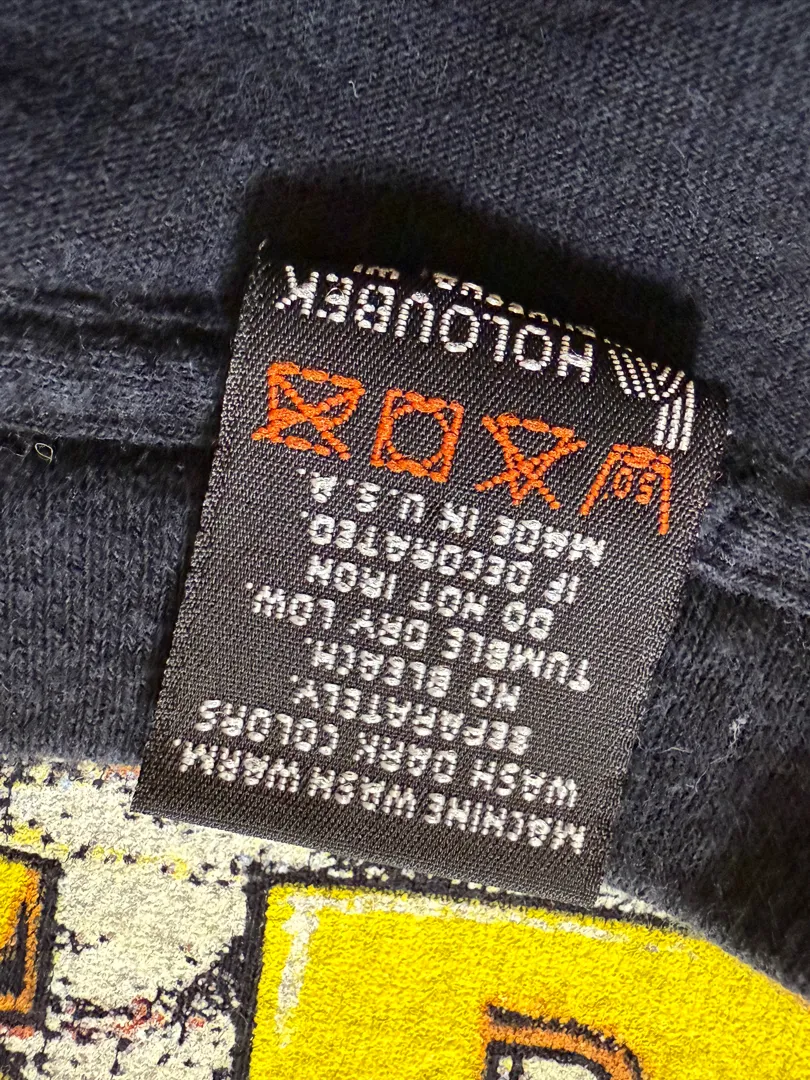 MACHINE WASH WARM.
WASH DARK COLORS
SEPARATELY.
NO BLEACH.
TUMBLE DRY LOW.
DO NOT IRON
IF DECORATED.
MADE IN U.S.A.
50
HOLOUBEK